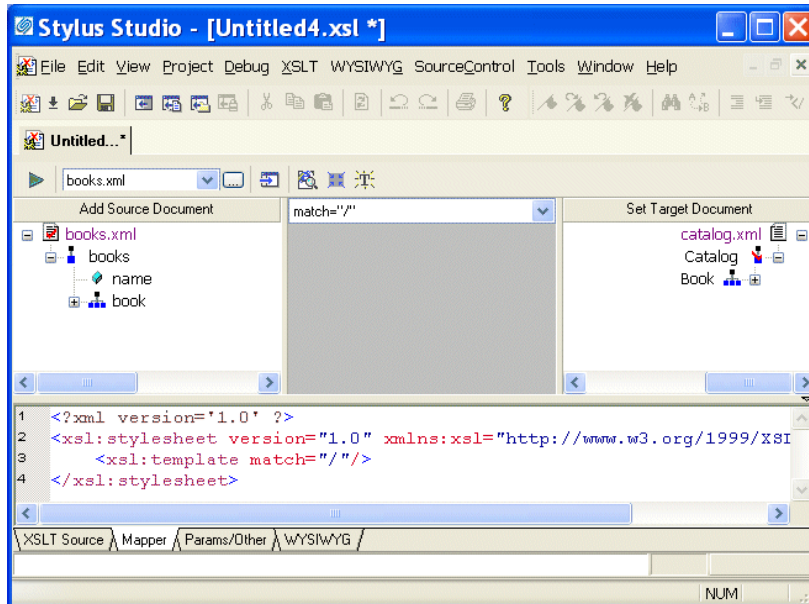 Stylus Studio - [Untitled4.xsl *]
File Edit View Project Debug XSLT WYSIWYG SourceControl Tools Window Help
Untitled...*
books.xml
Add Source Document
match="/"
Set Target Document
books.xml
books
name
book
catalog.xml
Catalog
Book
1 <?xml version='1.0' ?>
2 <xsl:stylesheet version="1.0" xmlns:xsl="http://www.w3.org/1999/XSL
3 <xsl:template match="/"/>
4 </xsl:stylesheet>
XSLT Source Mapper Params/Other WYSIWYG
NUM